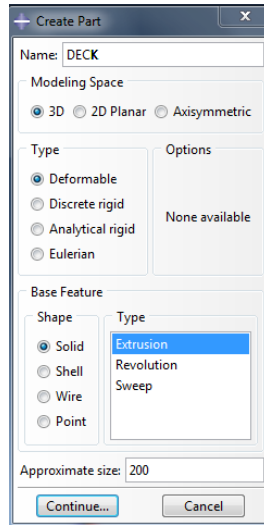 Create Part
x
Name: DECK
Modeling Space
3D 2D Planar Axisymmetric
Type
Options
Deformable
Discrete rigid
Analytical rigid
Eulerian
None available
Base Feature
Shape
Type
Solid
Shell
Wire
Point
Extrusion
Revolution
Sweep
Approximate size: 200
Continue... Cancel